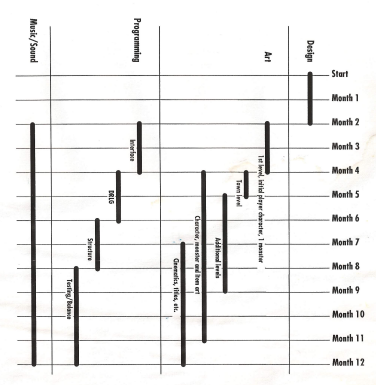 Design
Start
Month 1
Month 2
Month 3
Month 4
Month 5
Month 6
Month 7
Month 8
Month 9
Month 10
Month 11
Month 12
Art
1st level, initial player character, 1 monster
Town level
Additional levels
Character, monster and item art
Cinematics, titles, etc.
Programming
Interface
DRLG
Structure
Testing/Balance
Musik/Sound